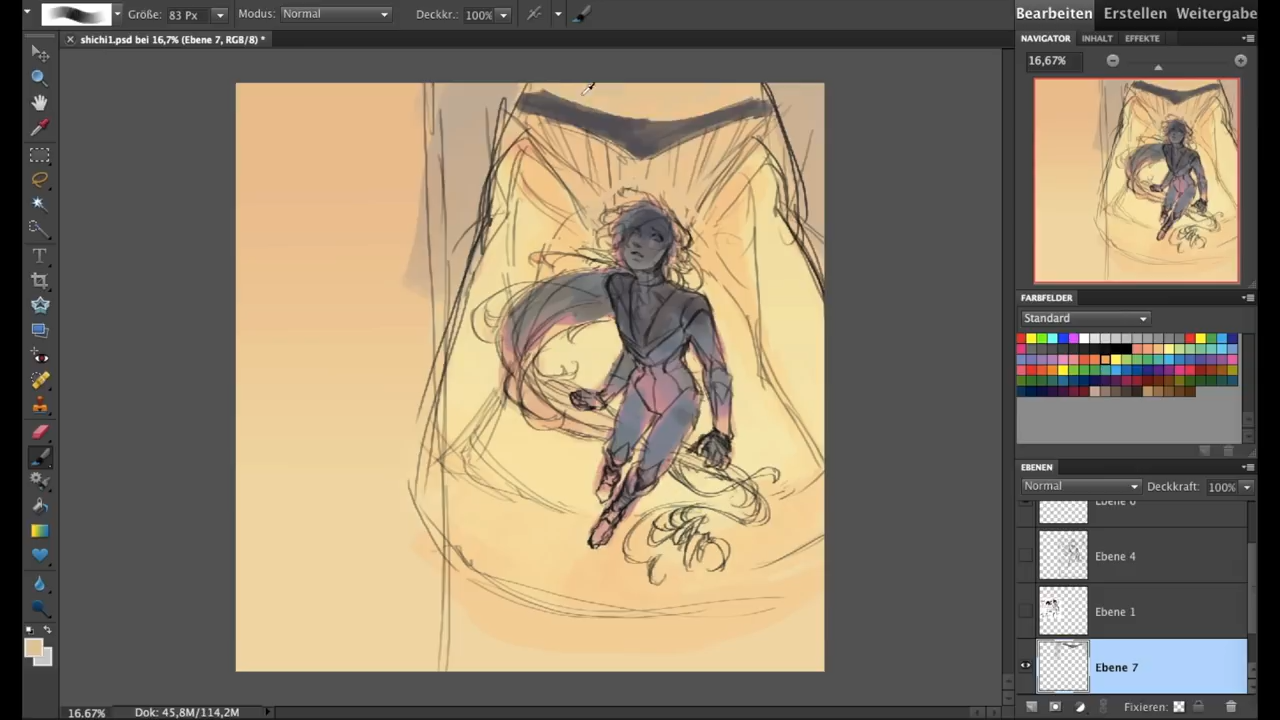 Größe: 83 Px Modus: Normal Deckkr.: 100% Bearbeiten Erstellen Weitergabe
shichi1.psd bei 16,7% (Ebene 7, RGB/8) * NAVIGATOR INHALT EFFEKTE
16,67%
FARBFELDER
Standard
EBENEN
Normal Deckkraft: 100%
Ebene 6
Ebene 4
Ebene 1
Ebene 7
Fixieren:
16,67% Dok: 45,8M/114,2M